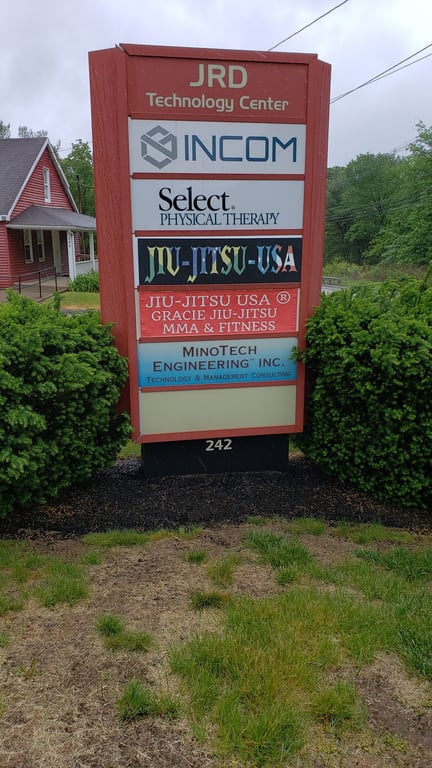 JRD
Technology Center
INCOM
Select®
PHYSICAL THERAPY
JIU-JITSU-USA
JIU-JITSU USA ®
GRACIE JIU-JITSU
MMA & FITNESS
MINOTECH
ENGINEERING™ INC.
TECHNOLOGY & MANAGEMENT CONSULTING
242